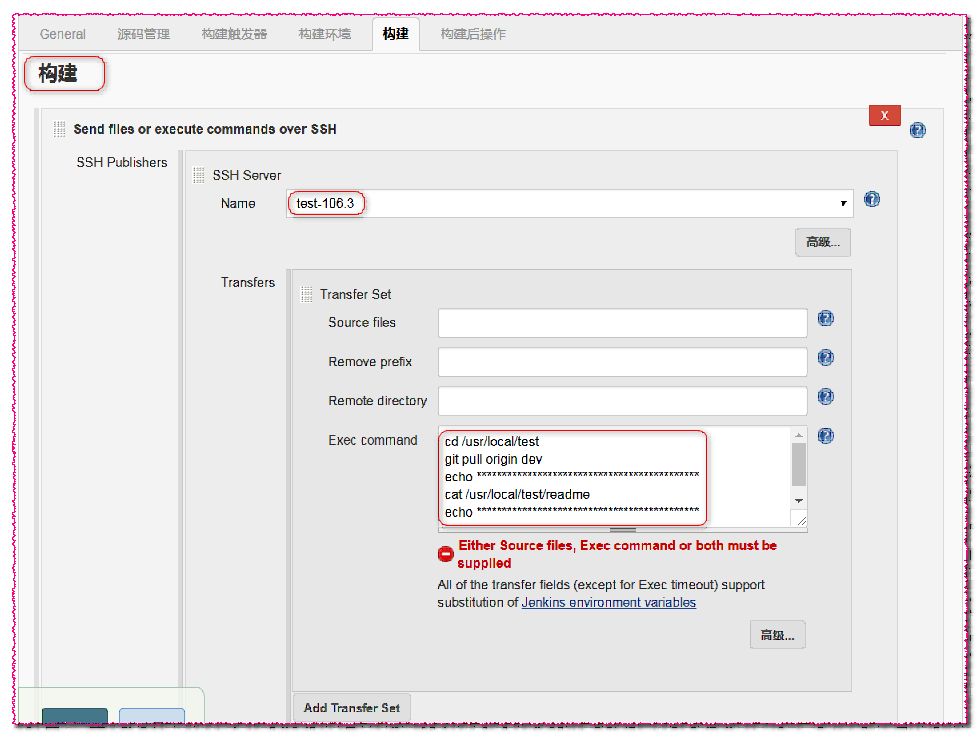 General 源码管理 构建触发器 构建环境 构建 构建后操作
构建
Send files or execute commands over SSH
X
SSH Publishers
SSH Server
Name
test-106.3
高级...
Transfers
Transfer Set
Source files
Remove prefix
Remote directory
Exec command
cd /usr/local/test
git pull origin dev
echo ********************************************
cat /usr/local/test/readme
echo ********************************************
Either Source files, Exec command or both must be
supplied
All of the transfer fields (except for Exec timeout) support
substitution of Jenkins environment variables
高级...
Add Transfer Set